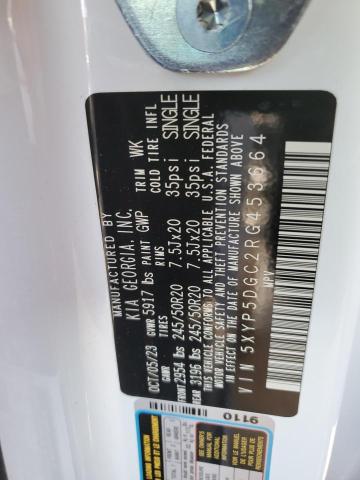 MANUFACTURED BY
KIA GEORGIA, INC.
OCT/05/23 GVWR 5917 lbs PAINT GWP TRIM WK
GAWR RIMS COLD TIRE INFL
FRONT 2954 lbs 245/50R20 7.5Jx20 35psi SINGLE
REAR 3196 lbs 245/50R20 7.5Jx20 35psi SINGLE
THIS VEHICLE CONFORMS TO ALL APPLICABLE U.S.A. FEDERAL
MOTOR VEHICLE SAFETY AND THEFT PREVENTION STANDARDS
IN EFFECT ON THE DATE OF MANUFACTURE SHOWN ABOVE
VIN 5XYP5DGC2RG453664
MPV
9110